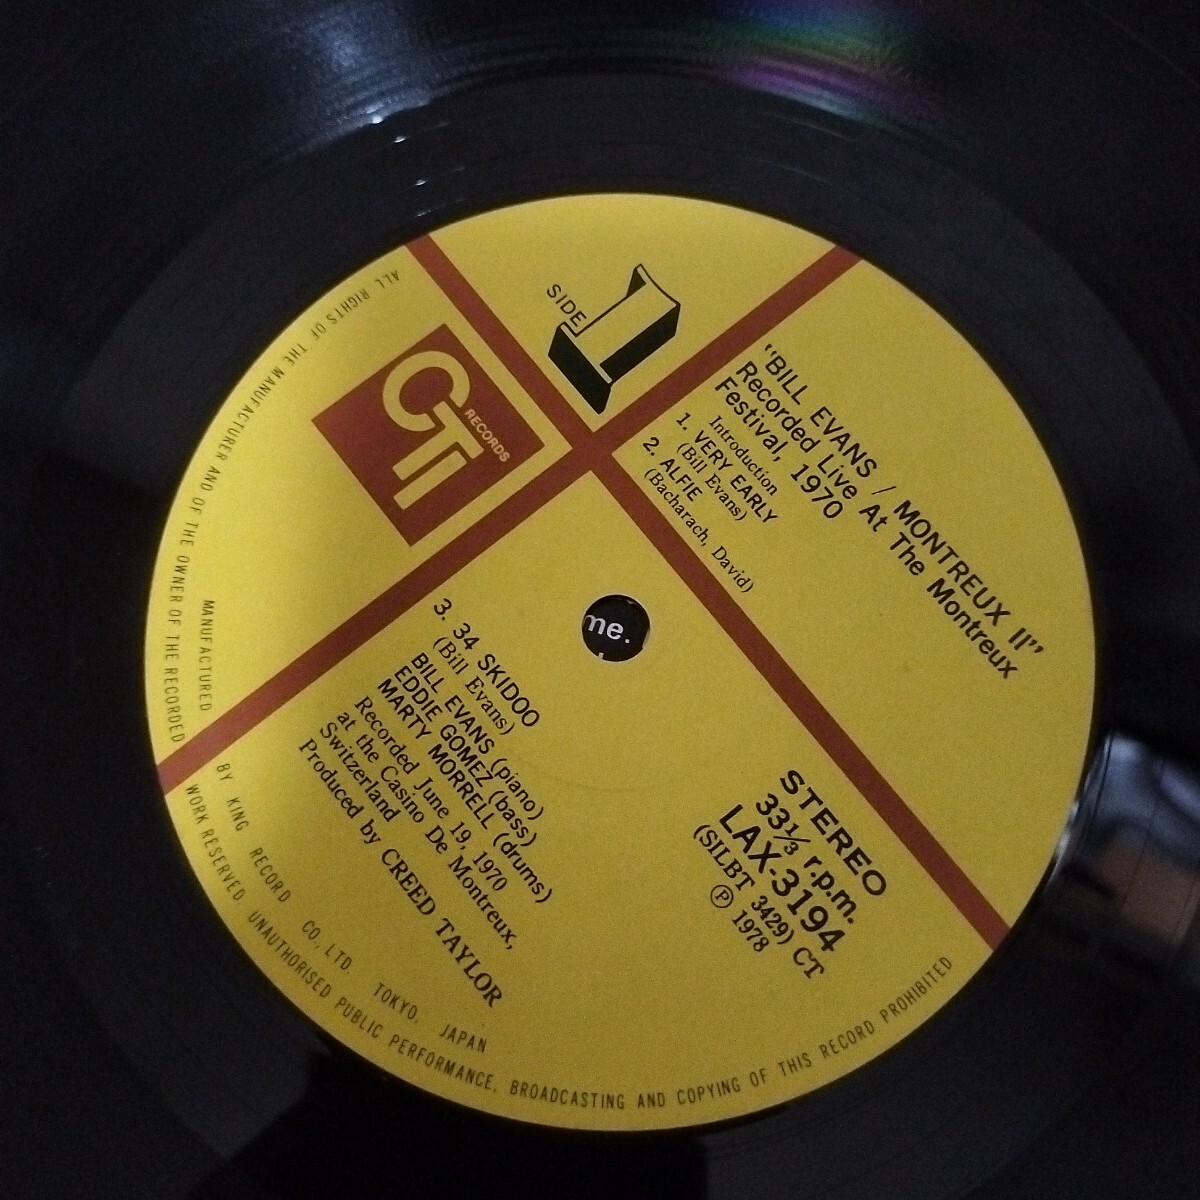 SIDE 1
CTI
RECORDS
"BILL EVANS / MONTREUX II"
Recorded Live At The Montreux
Festival, 1970
Introduction
1. VERY EARLY
(Bill Evans)
2. ALFIE
(Bacharach, David)
3. 34 SKIDOO
(Bill Evans)
BILL EVANS (piano)
EDDIE GOMEZ (bass)
MARTY MORRELL (drums)
Recorded June 19, 1970
at the Casino De Montreux,
Switzerland
Produced by CREED TAYLOR
STEREO
33⅓ r.p.m.
LAX-3194
(SILBT 3429) CT
Ⓟ 1978
me.
MANUFACTURED BY KING RECORD CO., LTD. TOKYO, JAPAN
ALL RIGHTS OF THE MANUFACTURER AND OF THE OWNER OF THE RECORDED WORK RESERVED UNAUTHORISED PUBLIC PERFORMANCE, BROADCASTING AND COPYING OF THIS RECORD PROHIBITED